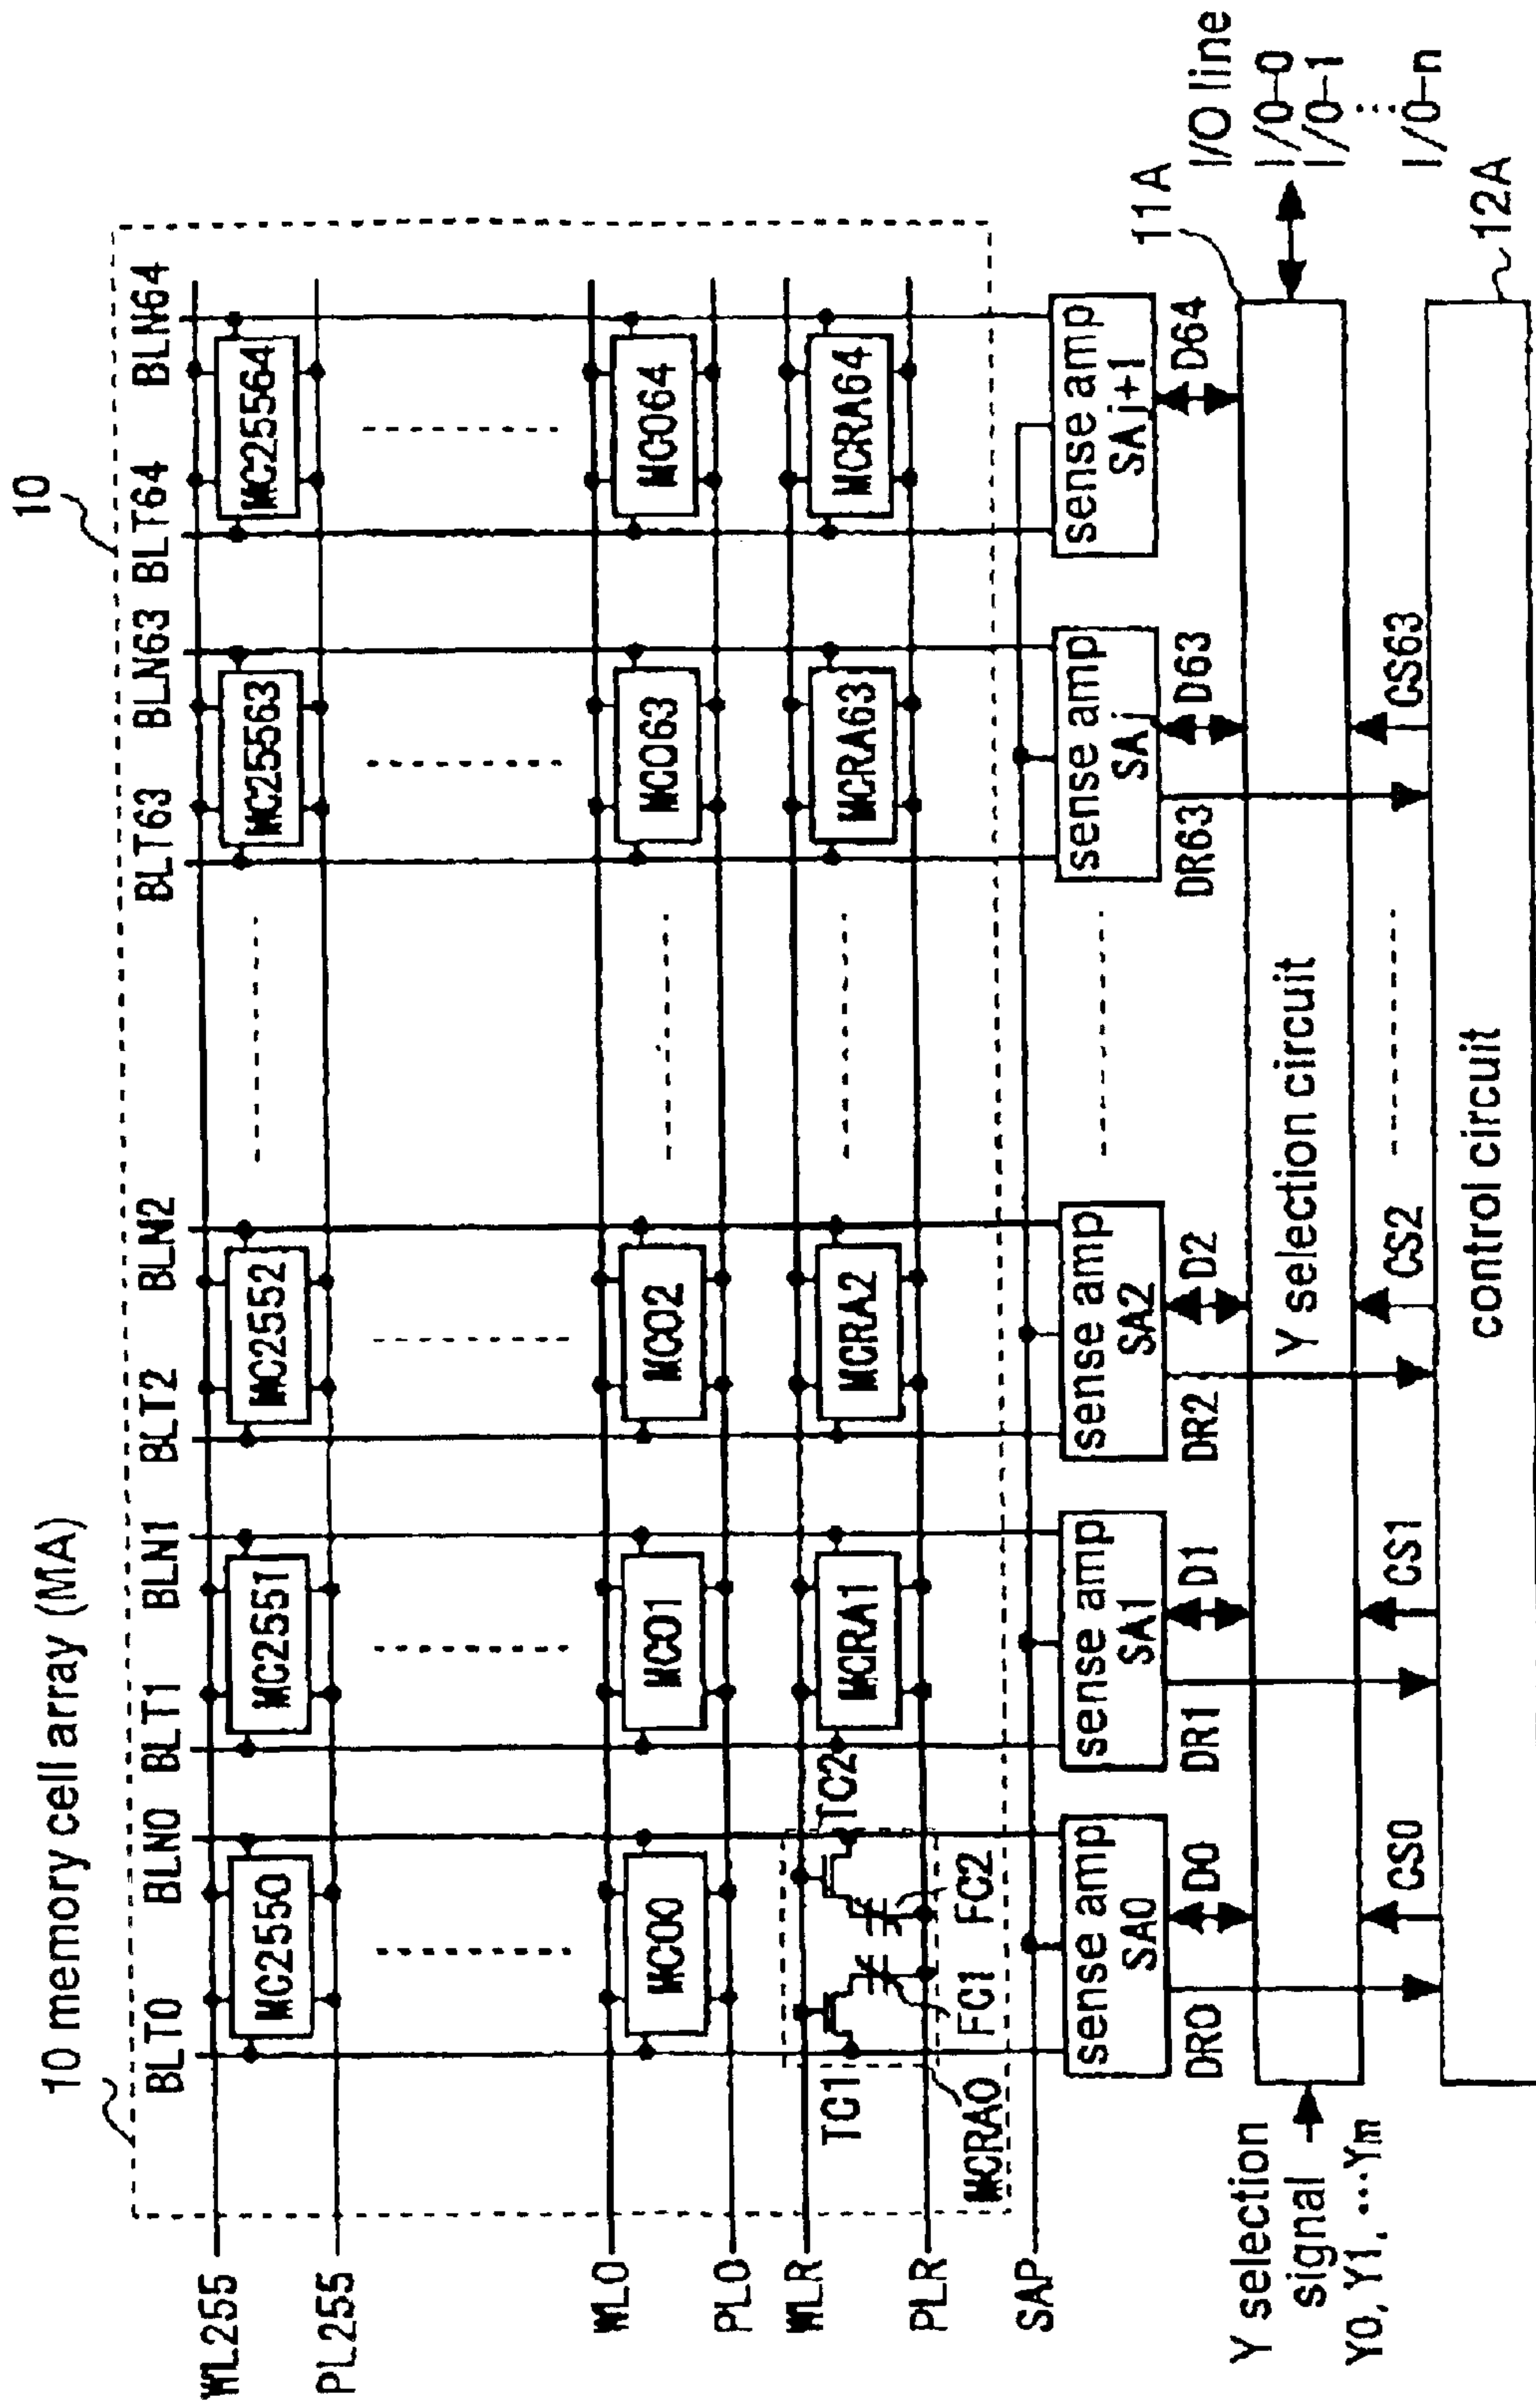 10 memory cell array (MA)
10
BLT0 BLN0 BLT1 BLN1 BLT2 BLN2 BLT63 BLN63 BLT64 BLN64
WL255
MC2550 MC2551 MC2552 MC25563 MC25564
PL255
WL0
MC00 MC01 MC02 MC063 MC064
PL0
WLR
TC1 TC2 MCRA1 MCRA2 MCRA63 MCRA64
PLR
MCRA0 FC1 FC2
SAP
sense amp SA0
sense amp SA1
sense amp SA2
sense amp SAj
sense amp SAj+1
DR0 D0 DR1 D1 DR2 D2 DR63 D63 D64
11A
Y selection signal
Y0, Y1, ···Ym
Y selection circuit
I/O line
I/O-0
I/O-1
I/O-n
CS0 CS1 CS2 CS63
control circuit
12A